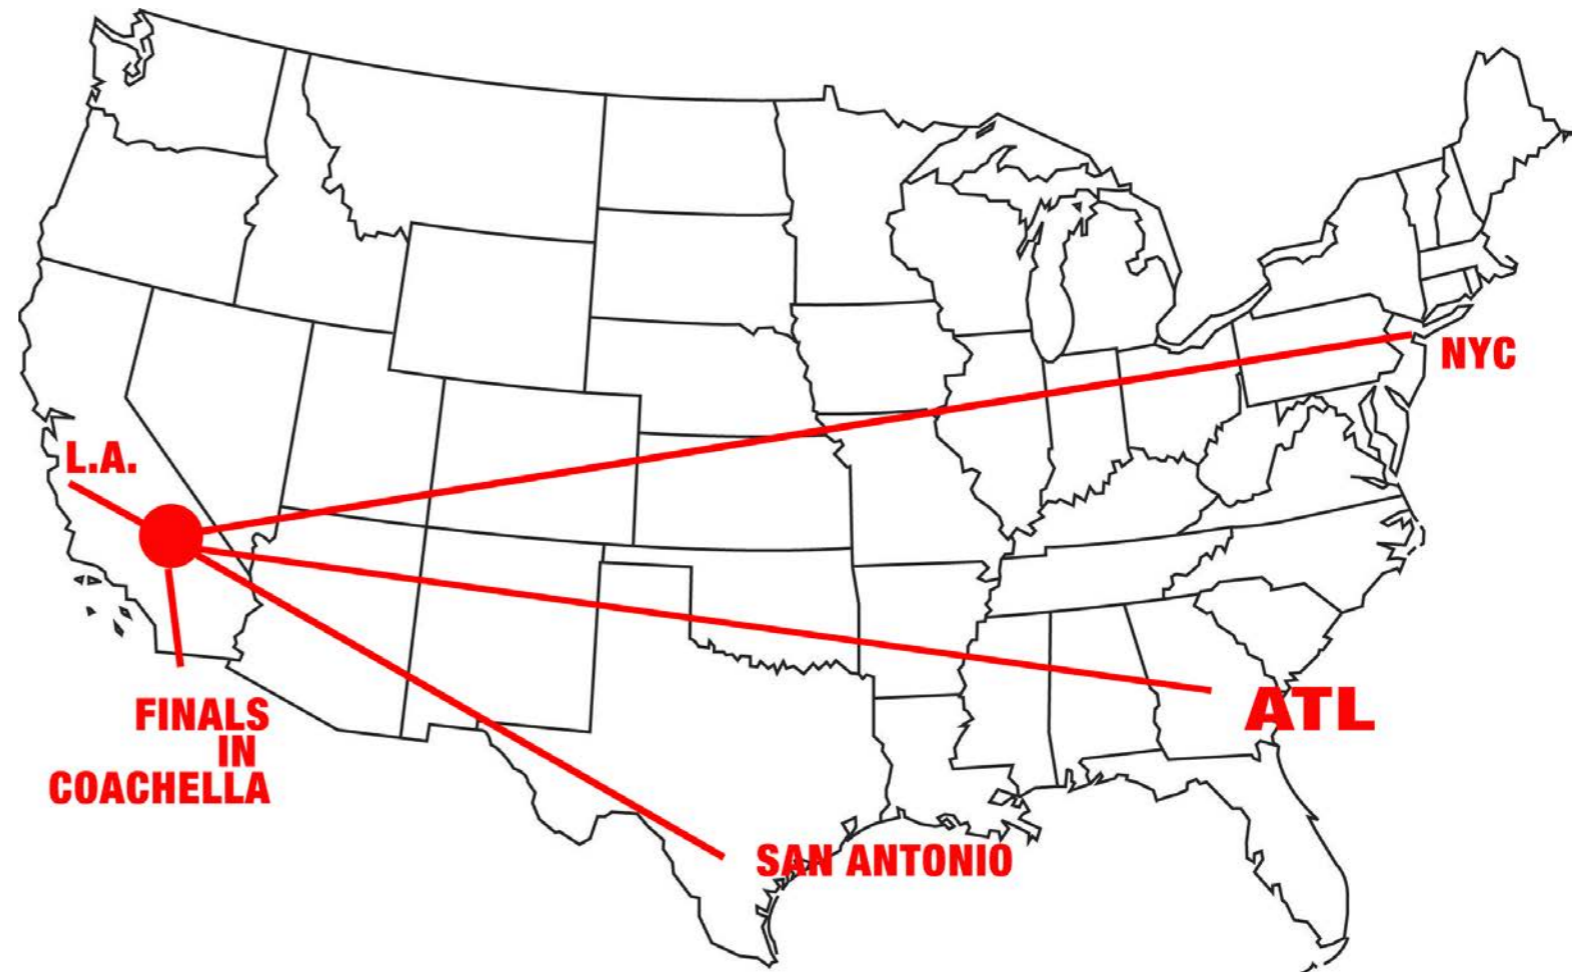 NYC
L.A.
ATL
FINALS
IN
COACHELLA
SAN ANTONIO